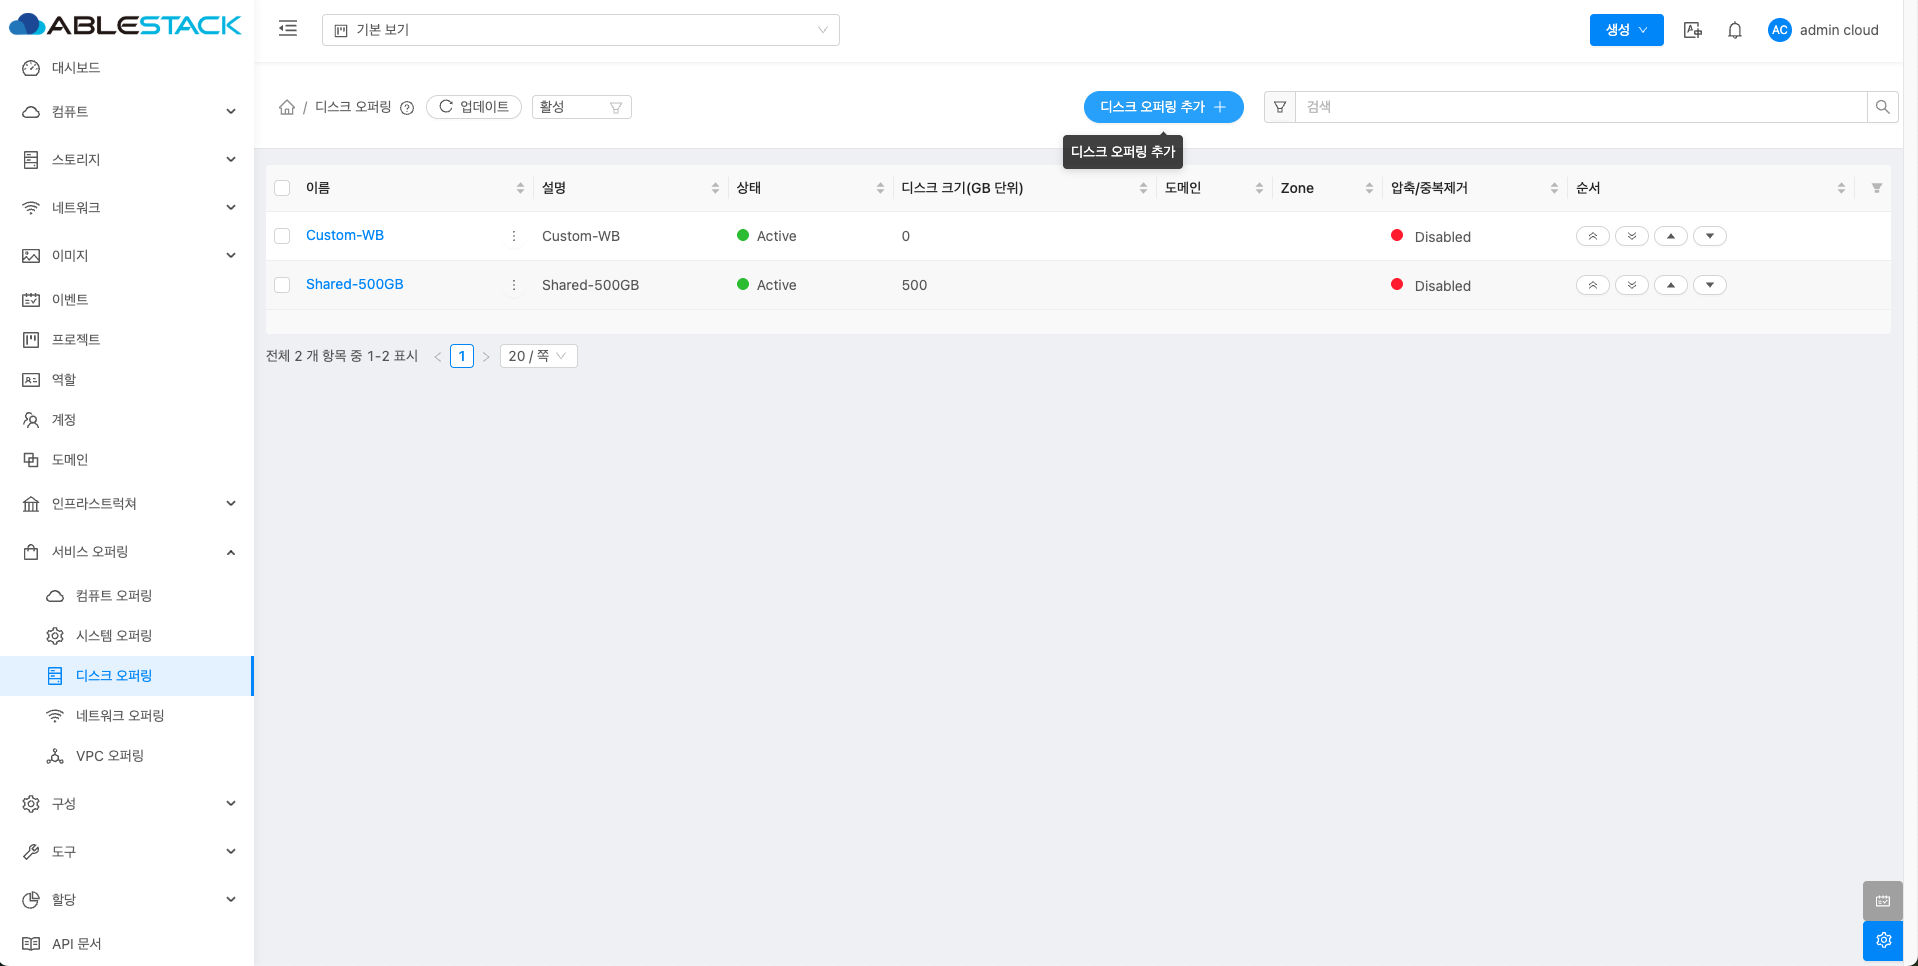 ABLESTACK
기본 보기
생성
AC
admin cloud
대시보드
컴퓨트
스토리지
네트워크
이미지
이벤트
프로젝트
역할
계정
도메인
인프라스트럭쳐
서비스 오퍼링
컴퓨트 오퍼링
시스템 오퍼링
디스크 오퍼링
네트워크 오퍼링
VPC 오퍼링
구성
도구
할당
API 문서
/ 디스크 오퍼링
업데이트
활성
디스크 오퍼링 추가
검색
디스크 오퍼링 추가
이름 설명 상태 디스크 크기(GB 단위) 도메인 Zone 압축/중복제거 순서
Custom-WB Custom-WB Active 0 Disabled
Shared-500GB Shared-500GB Active 500 Disabled
전체 2 개 항목 중 1-2 표시 1 20 / 쪽